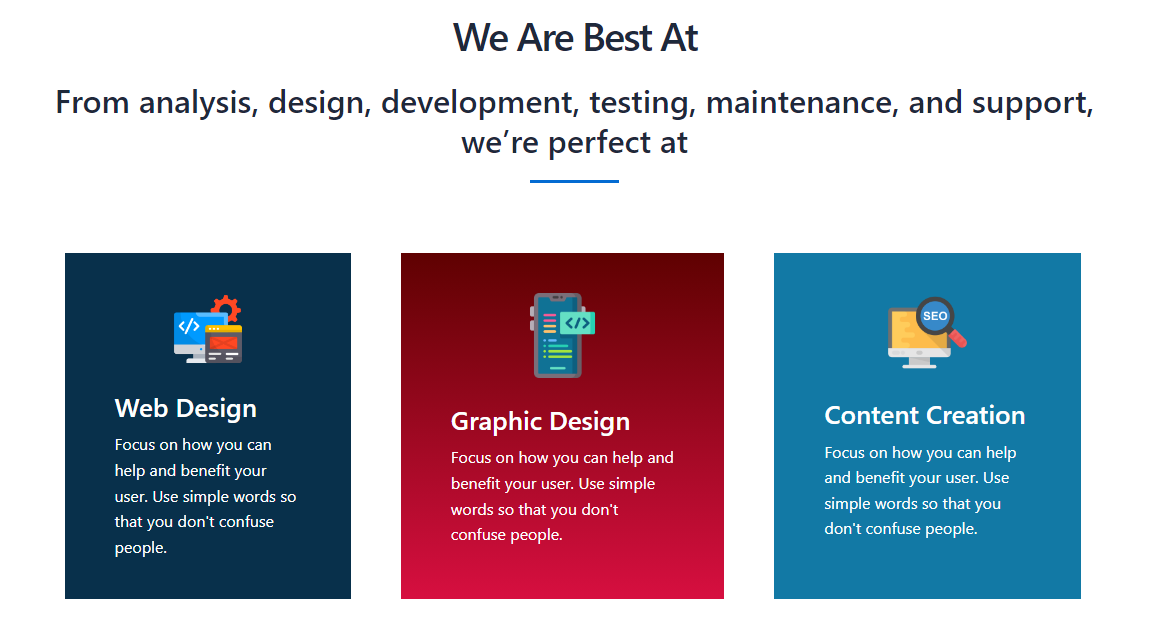 We Are Best At
From analysis, design, development, testing, maintenance, and support,
we’re perfect at
</>
Web Design
Focus on how you can
help and benefit your
user. Use simple words so
that you don't confuse
people.
</>
Graphic Design
Focus on how you can help and
benefit your user. Use simple
words so that you don't
confuse people.
SEO
Content Creation
Focus on how you can help
and benefit your user. Use
simple words so that you
don't confuse people.